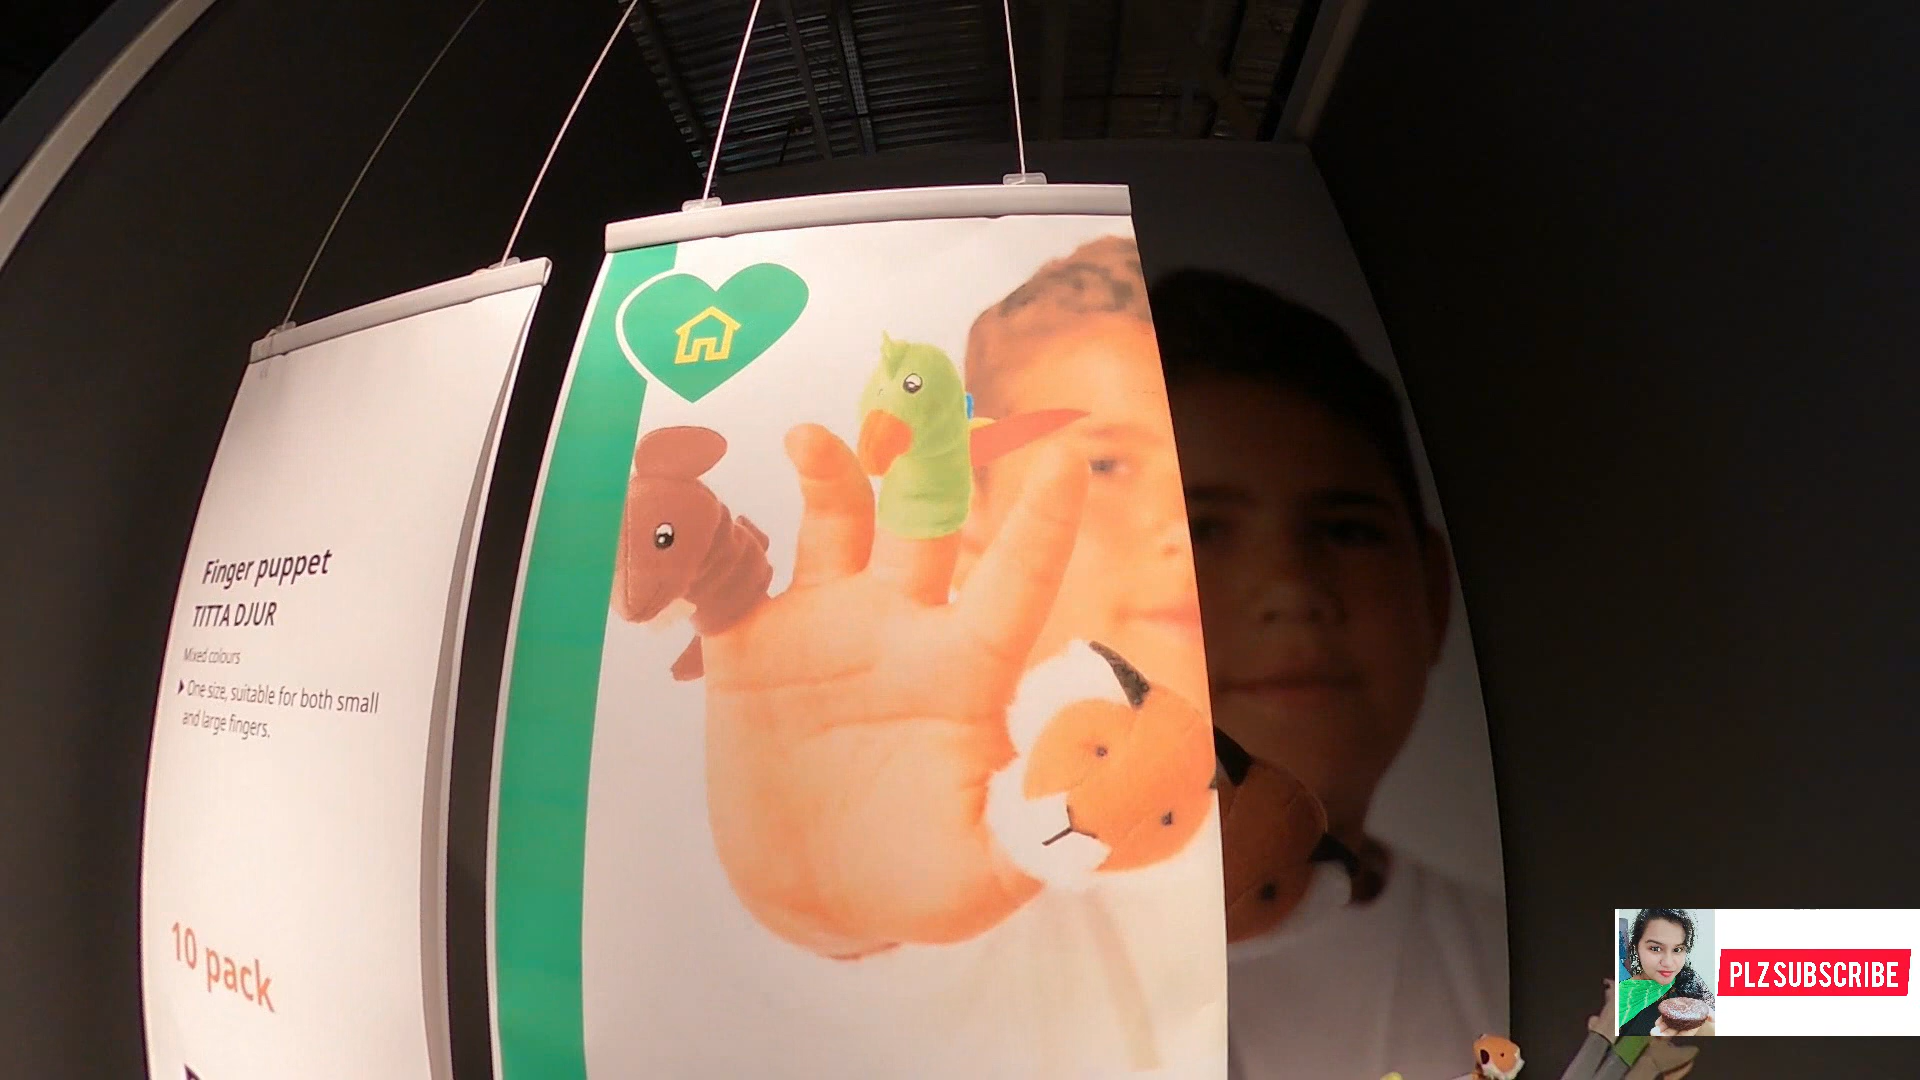 Finger puppet
TITTA DJUR
Mixed colours
One size, suitable for both small
and large fingers.
10 pack
PLZ SUBSCRIBE